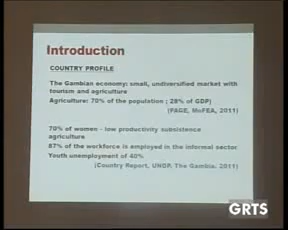 Introduction
COUNTRY PROFILE
The Gambian economy: small, undiversified market with
tourism and agriculture
Agriculture: 70% of the population ; 28% of GDP)
(PAGE, MoFEA, 2011)
70% of women - low productivity subsistence
agriculture
87% of the workforce is employed in the informal sector
Youth unemployment of 40%
(Country Report, UNDP, The Gambia. 2011)
GRTS